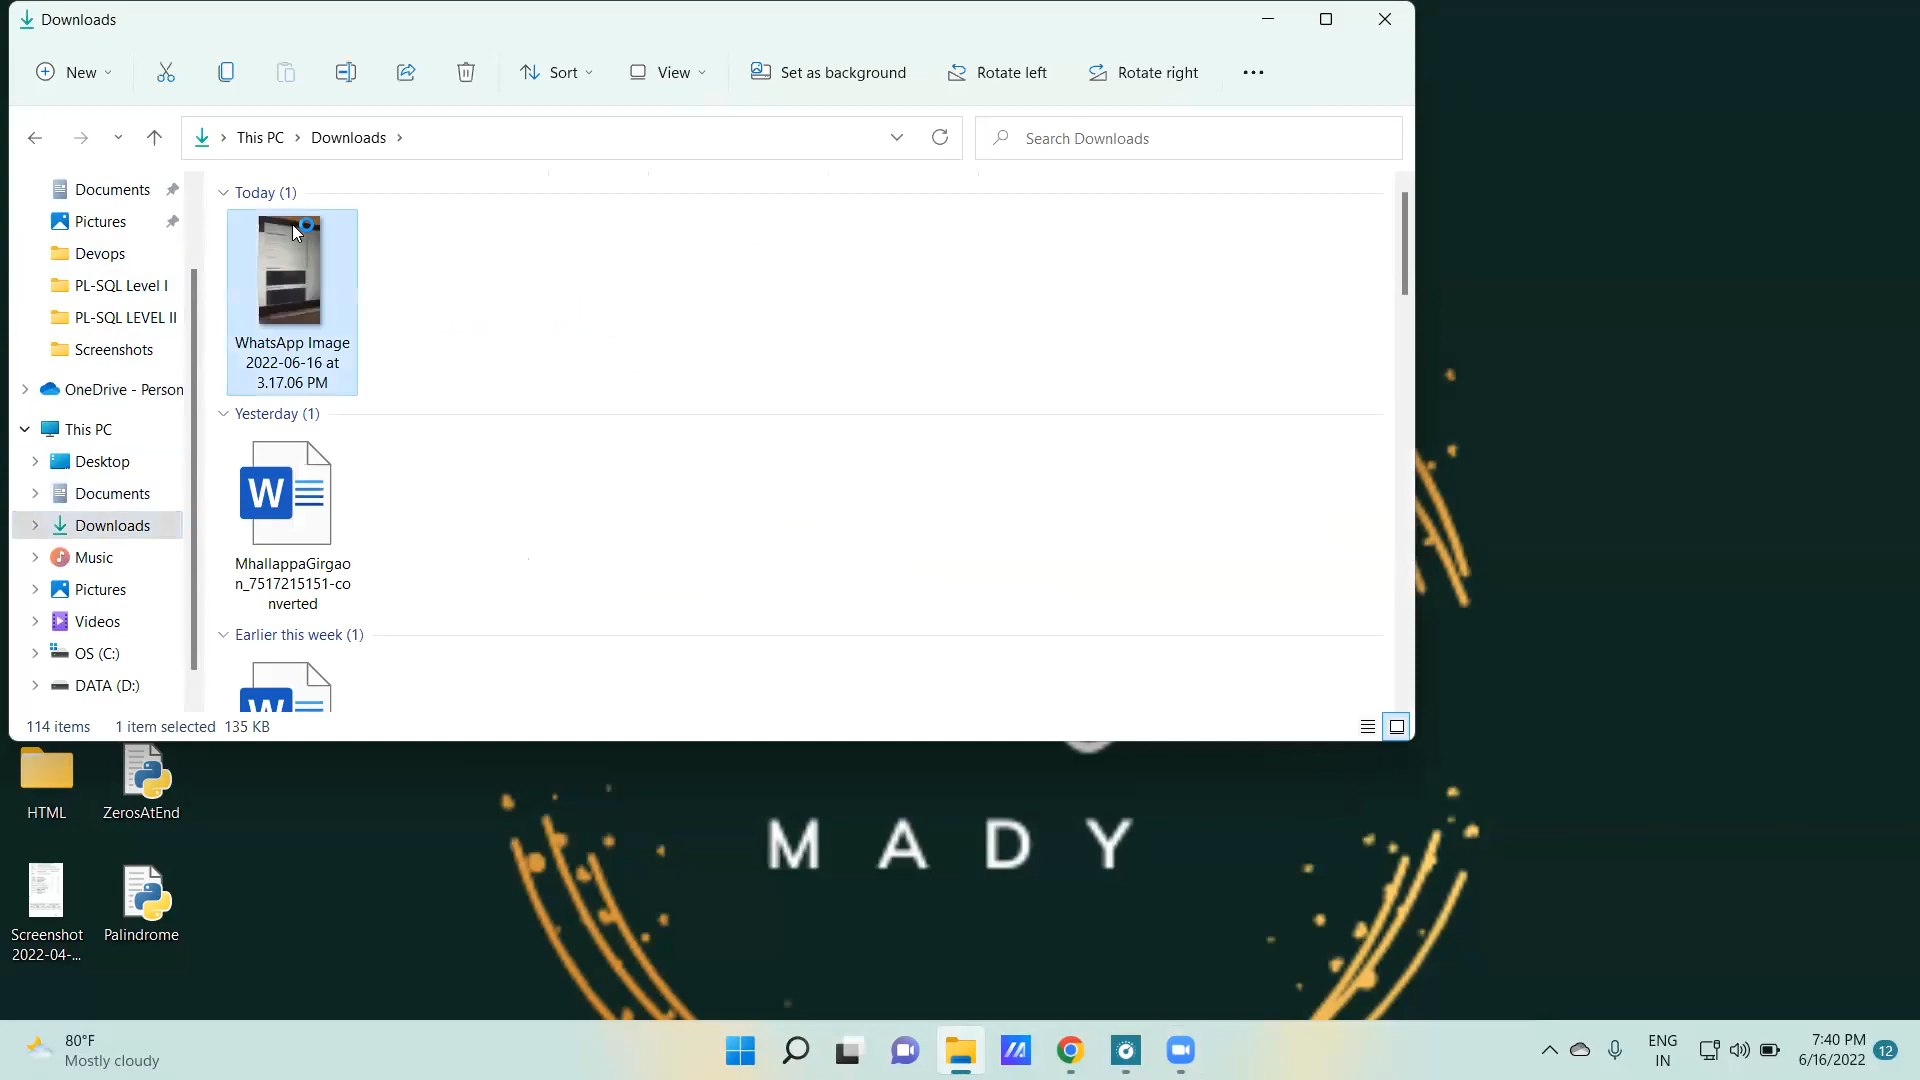 Downloads
New
Sort
View
Set as background
Rotate left
Rotate right
This PC
Downloads
Search Downloads
Documents
Pictures
Devops
PL-SQL Level I
PL-SQL LEVEL II
Screenshots
OneDrive - Person
This PC
Desktop
Documents
Downloads
Music
Pictures
Videos
OS (C:)
DATA (D:)
Today (1)
WhatsApp Image
2022-06-16 at
3.17.06 PM
Yesterday (1)
W
MhallappaGirgao
n_7517215151-co
nverted
Earlier this week (1)
W
114 items
1 item selected
135 KB
HTML
ZerosAtEnd
Screenshot
2022-04-...
Palindrome
MADY
80°F
Mostly cloudy
ENG
IN
7:40 PM
6/16/2022
12